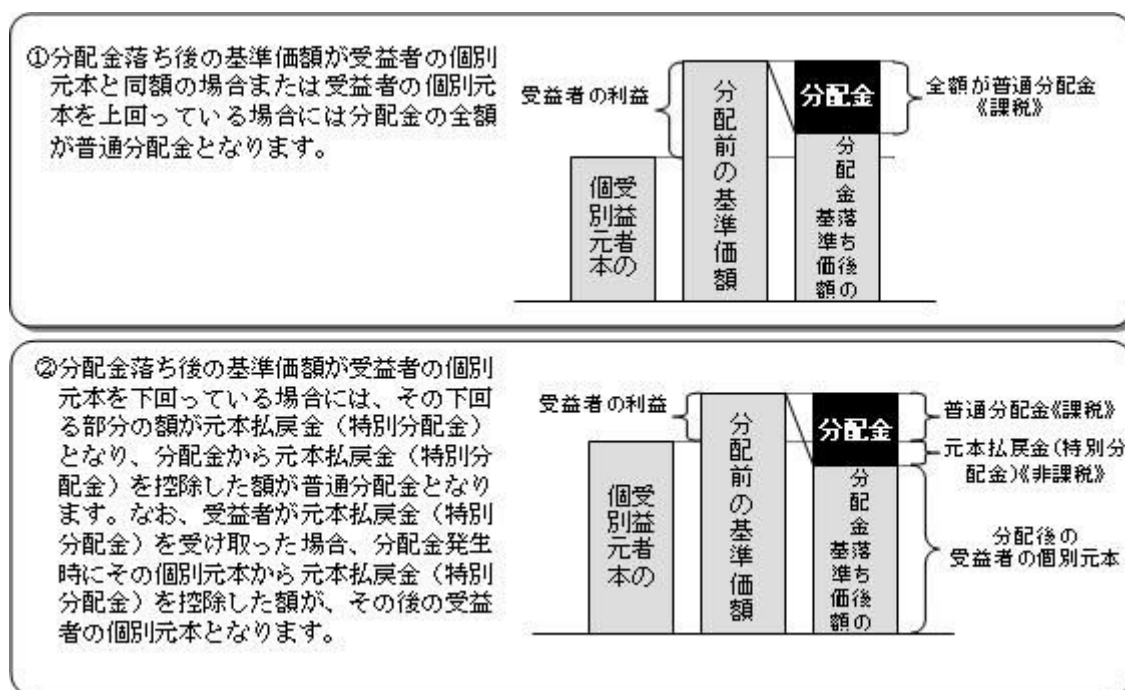 ①分配金落ち後の基準価額が受益者の個別
元本と同額の場合または受益者の個別元
本を上回っている場合には分配金の全額
が普通分配金となります。
受益者の利益
受益者の
個別元本
分配前の基準価額
分配金
分配金落ち後の
基準価額
全額が普通分配金
《課税》
②分配金落ち後の基準価額が受益者の個別
元本を下回っている場合には、その下回
る部分の額が元本払戻金（特別分配金）
となり、分配金から元本払戻金（特別分
配金）を控除した額が普通分配金となり
ます。なお、受益者が元本払戻金（特別
分配金）を受け取った場合、分配金発生
時にその個別元本から元本払戻金（特別
分配金）を控除した額が、その後の受益
者の個別元本となります。
受益者の利益
受益者の
個別元本
分配前の基準価額
分配金
分配金落ち後の
基準価額
普通分配金《課税》
元本払戻金(特別分
配金)《非課税》
分配後の
受益者の個別元本